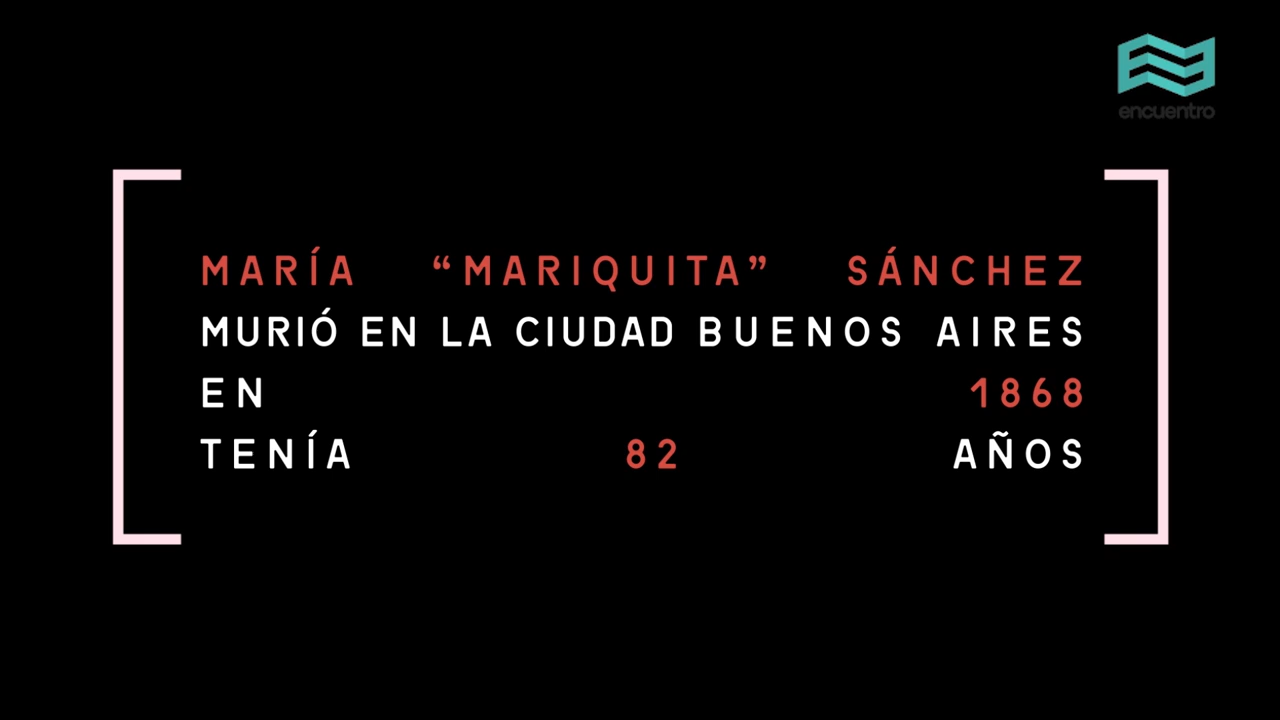 encuentro
MARÍA “MARIQUITA” SÁNCHEZ
MURIÓ EN LA CIUDAD BUENOS AIRES
EN 1868
TENÍA 82 AÑOS